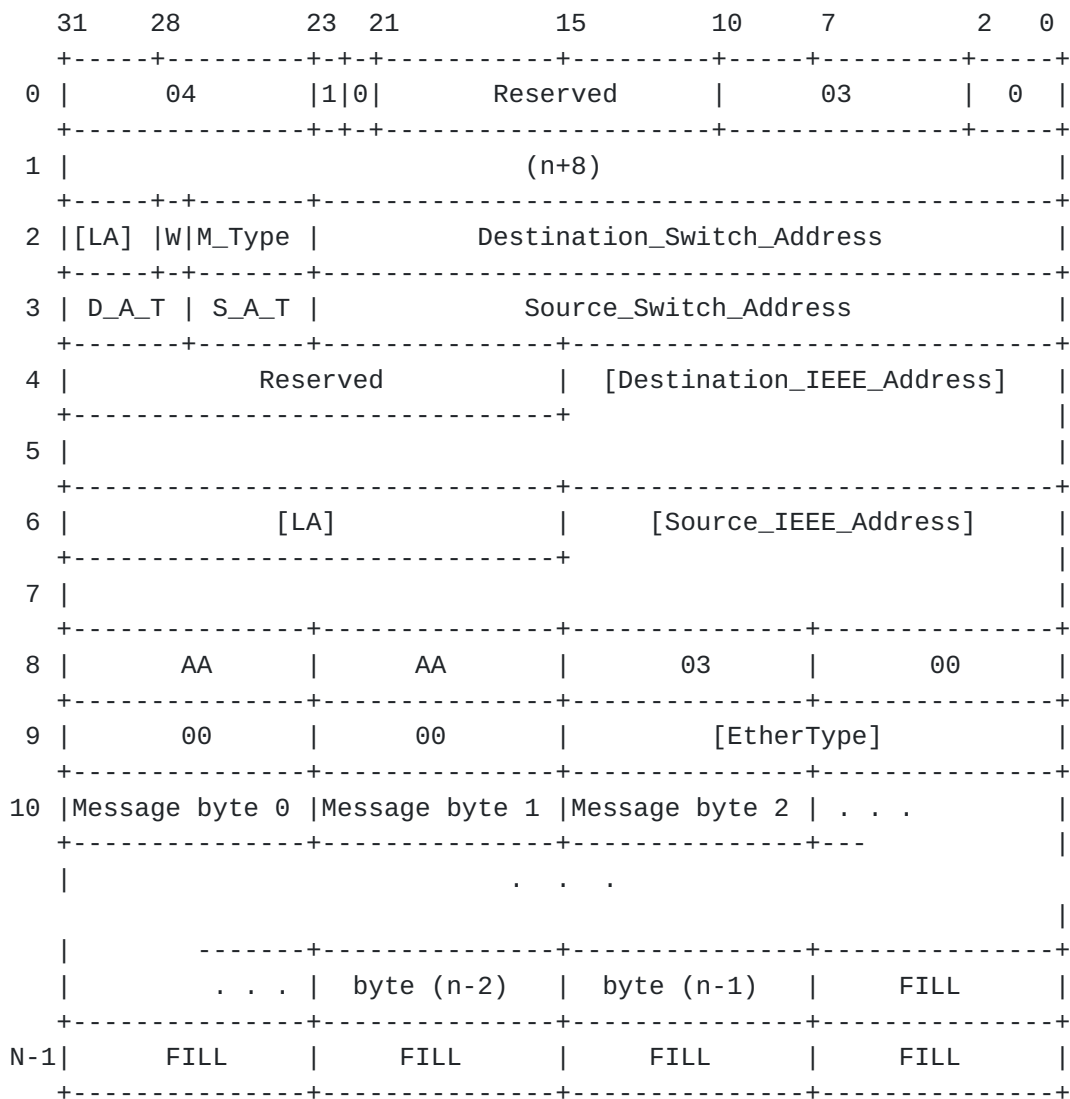 31    28        23  21          15        10     7         2   0
    +-----+---------+-+-+-----------+---------+-----+---------+-----+
  0 |      04       |1|0|       Reserved      |      03       |  0  |
    +---------------+-+-+---------------------+---------------+-----+
  1 |                             (n+8)                             |
    +-----+-+-------+-----------------------------------------------+
  2 |[LA] |W|M_Type |          Destination_Switch_Address           |
    +-----+-+-------+-----------------------------------------------+
  3 | D_A_T | S_A_T |             Source_Switch_Address             |
    +-------+-------+---------------+-------------------------------+
  4 |            Reserved           |  [Destination_IEEE_Address]   |
    +-------------------------------+                               |
  5 |                                                               |
    +-------------------------------+-------------------------------+
  6 |             [LA]              |     [Source_IEEE_Address]     |
    +-------------------------------+                               |
  7 |                                                               |
    +---------------+---------------+---------------+---------------+
  8 |       AA      |      AA       |       03      |       00      |
    +---------------+---------------+---------------+---------------+
  9 |       00      |      00       |         [EtherType]           |
    +---------------+---------------+---------------+---------------+
 10 |Message byte 0 |Message byte 1 |Message byte 2 | . . .         |
    +---------------+---------------+---------------+---            |
    |                            .  .  .
                                                                    |
    |        -------+---------------+---------------+---------------+
    |         . . . |  byte (n-2)   |  byte (n-1)   |     FILL      |
    +---------------+---------------+---------------+---------------+
 N-1|      FILL     |     FILL      |     FILL      |     FILL      |
    +---------------+---------------+---------------+---------------+